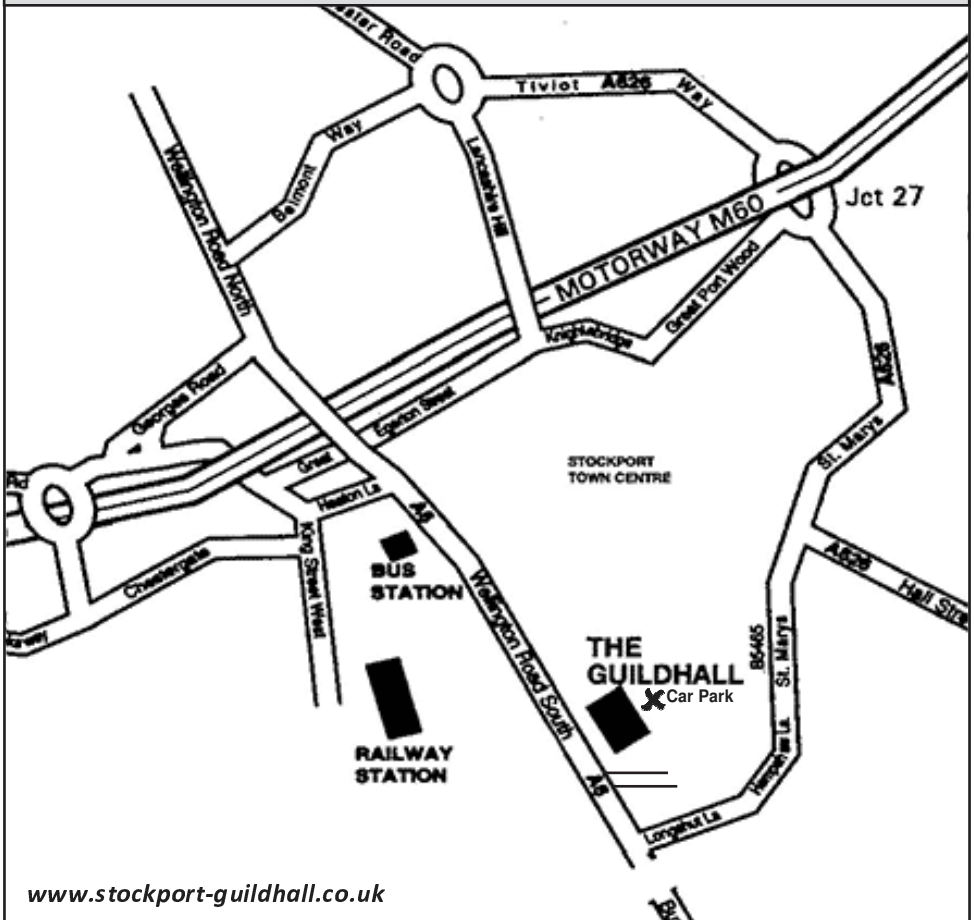 Tiviot A626 Way
Jct 27
Belmont Way
Lancashire Hill
Wellington Road North
MOTORWAY M60
Great Port Wood
Knightsbridge
A626
Georges Road
Great Egerton Street
St. Marys
STOCKPORT
TOWN CENTRE
Rd
Heaton La
A6
King Street West
Chestergate
BUS
STATION
A626
Hall Stre
Wellington Road South
THE
GUILDHALL
Car Park
B6465
St. Marys
RAILWAY
STATION
A6
Hempshaw La.
Longshut La
www.stockport-guildhall.co.uk